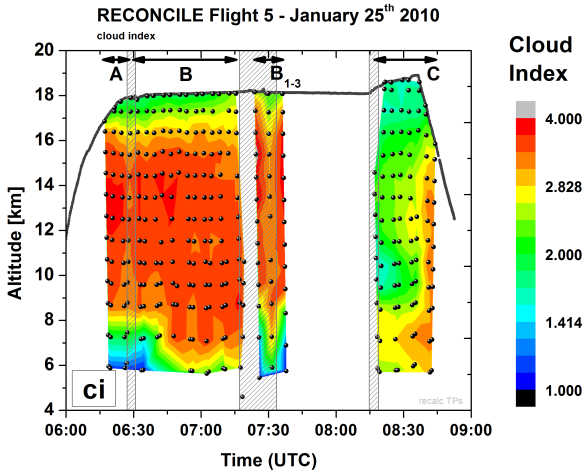 RECONCILE Flight 5 - January 25th 2010
cloud index
A
B
B1-3
C
20
18
16
14
12
10
8
6
4
Altitude [km]
ci
recalc TPs
06:00
06:30
07:00
07:30
08:00
08:30
09:00
Time (UTC)
Cloud
Index
4.000
2.828
2.000
1.414
1.000